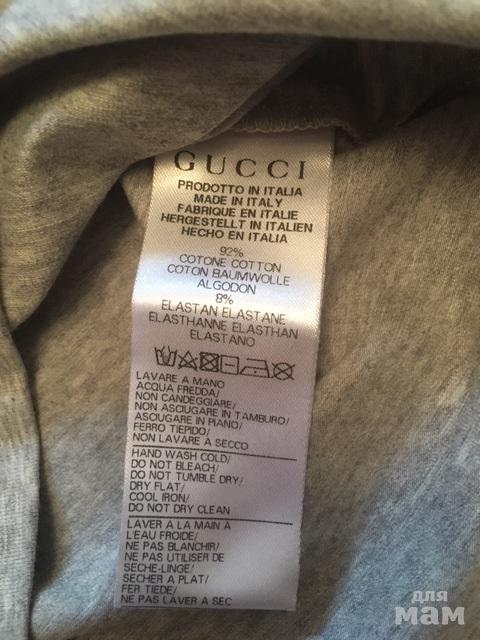 GUCCI
PRODOTTO IN ITALIA
MADE IN ITALY
FABRIQUE EN ITALIE
HERGESTELLT IN ITALIEN
HECHO EN ITALIA
92%
COTONE COTTON
COTON BAUMWOLLE
ALGODON
8%
ELASTAN ELASTANE
ELASTHANNE ELASTHAN
ELASTANO
LAVARE A MANO
ACQUA FREDDA/
NON CANDEGGIARE/
NON ASCIUGARE IN TAMBURO/
ASCIUGARE IN PIANO/
FERRO TIEPIDO/
NON LAVARE A SECCO
HAND WASH COLD/
DO NOT BLEACH/
DO NOT TUMBLE DRY/
DRY FLAT/
COOL IRON/
DO NOT DRY CLEAN
LAVER A LA MAIN A
L'EAU FROIDE/
NE PAS BLANCHIR/
NE PAS UTILISER DE
SECHE-LINGE/
SECHER A PLAT/
FER TIEDE/
NE PAS LAVER A SEC
для
мам